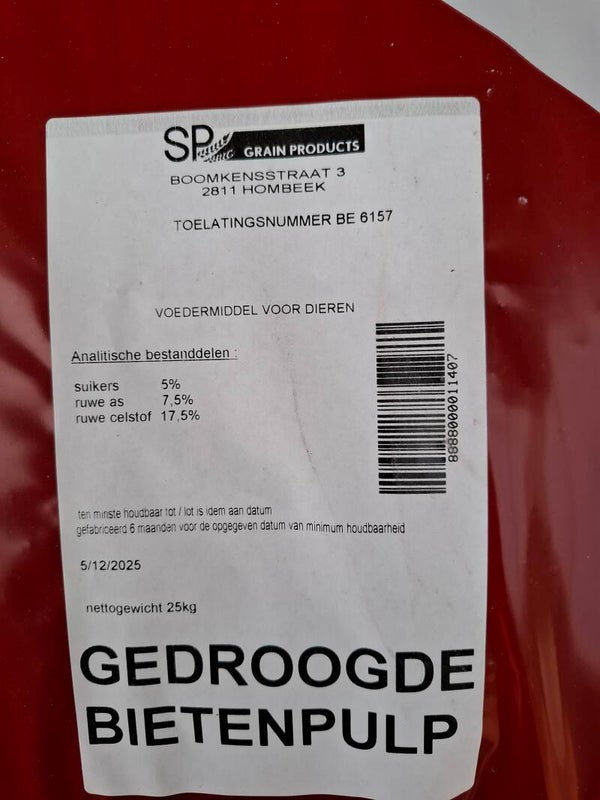 SP GRAIN PRODUCTS
BOOMKENSSTRAAT 3
2811 HOMBEEK
TOELATINGSNUMMER BE 6157
VOEDERMIDDEL VOOR DIEREN
Analitische bestanddelen :
suikers 5%
ruwe as 7,5%
ruwe celstof 17,5%
8888000011407
ten minste houdbaar tot / lot is idem aan datum
gefabriceerd 6 maanden voor de opgegeven datum van minimum houdbaarheid
5/12/2025
nettogewicht 25kg
GEDROOGDE
BIETENPULP